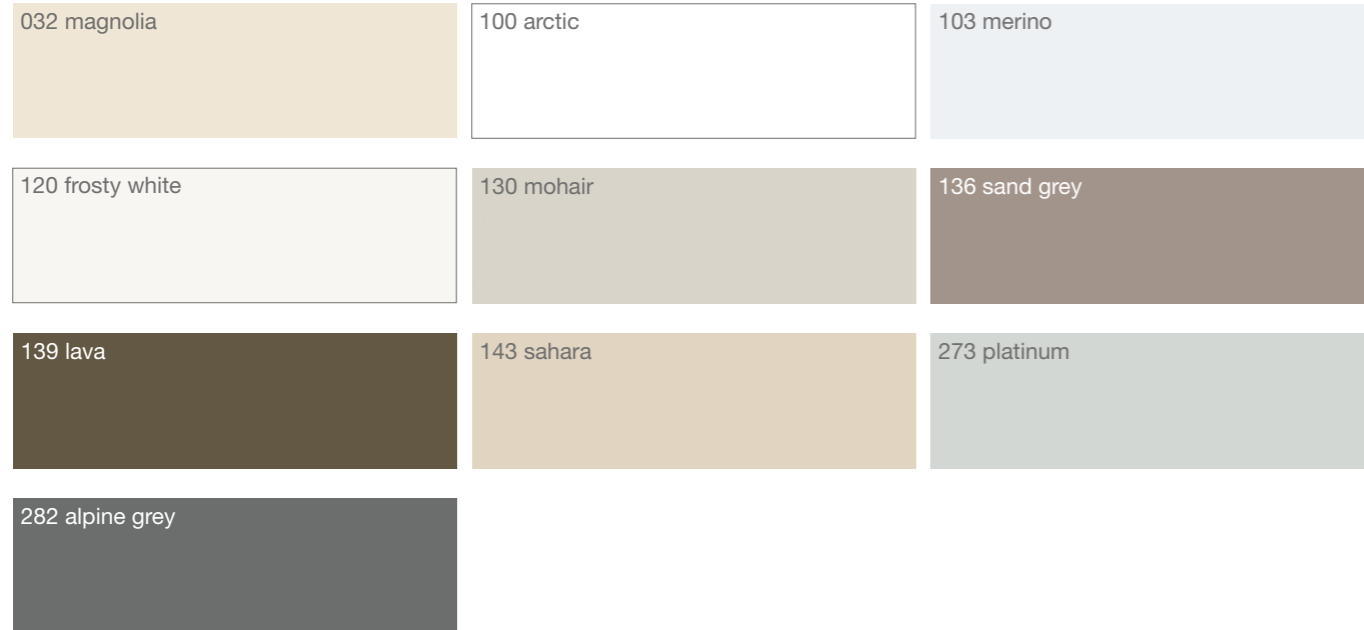 032 magnolia
100 arctic
103 merino
120 frosty white
130 mohair
136 sand grey
139 lava
143 sahara
273 platinum
282 alpine grey